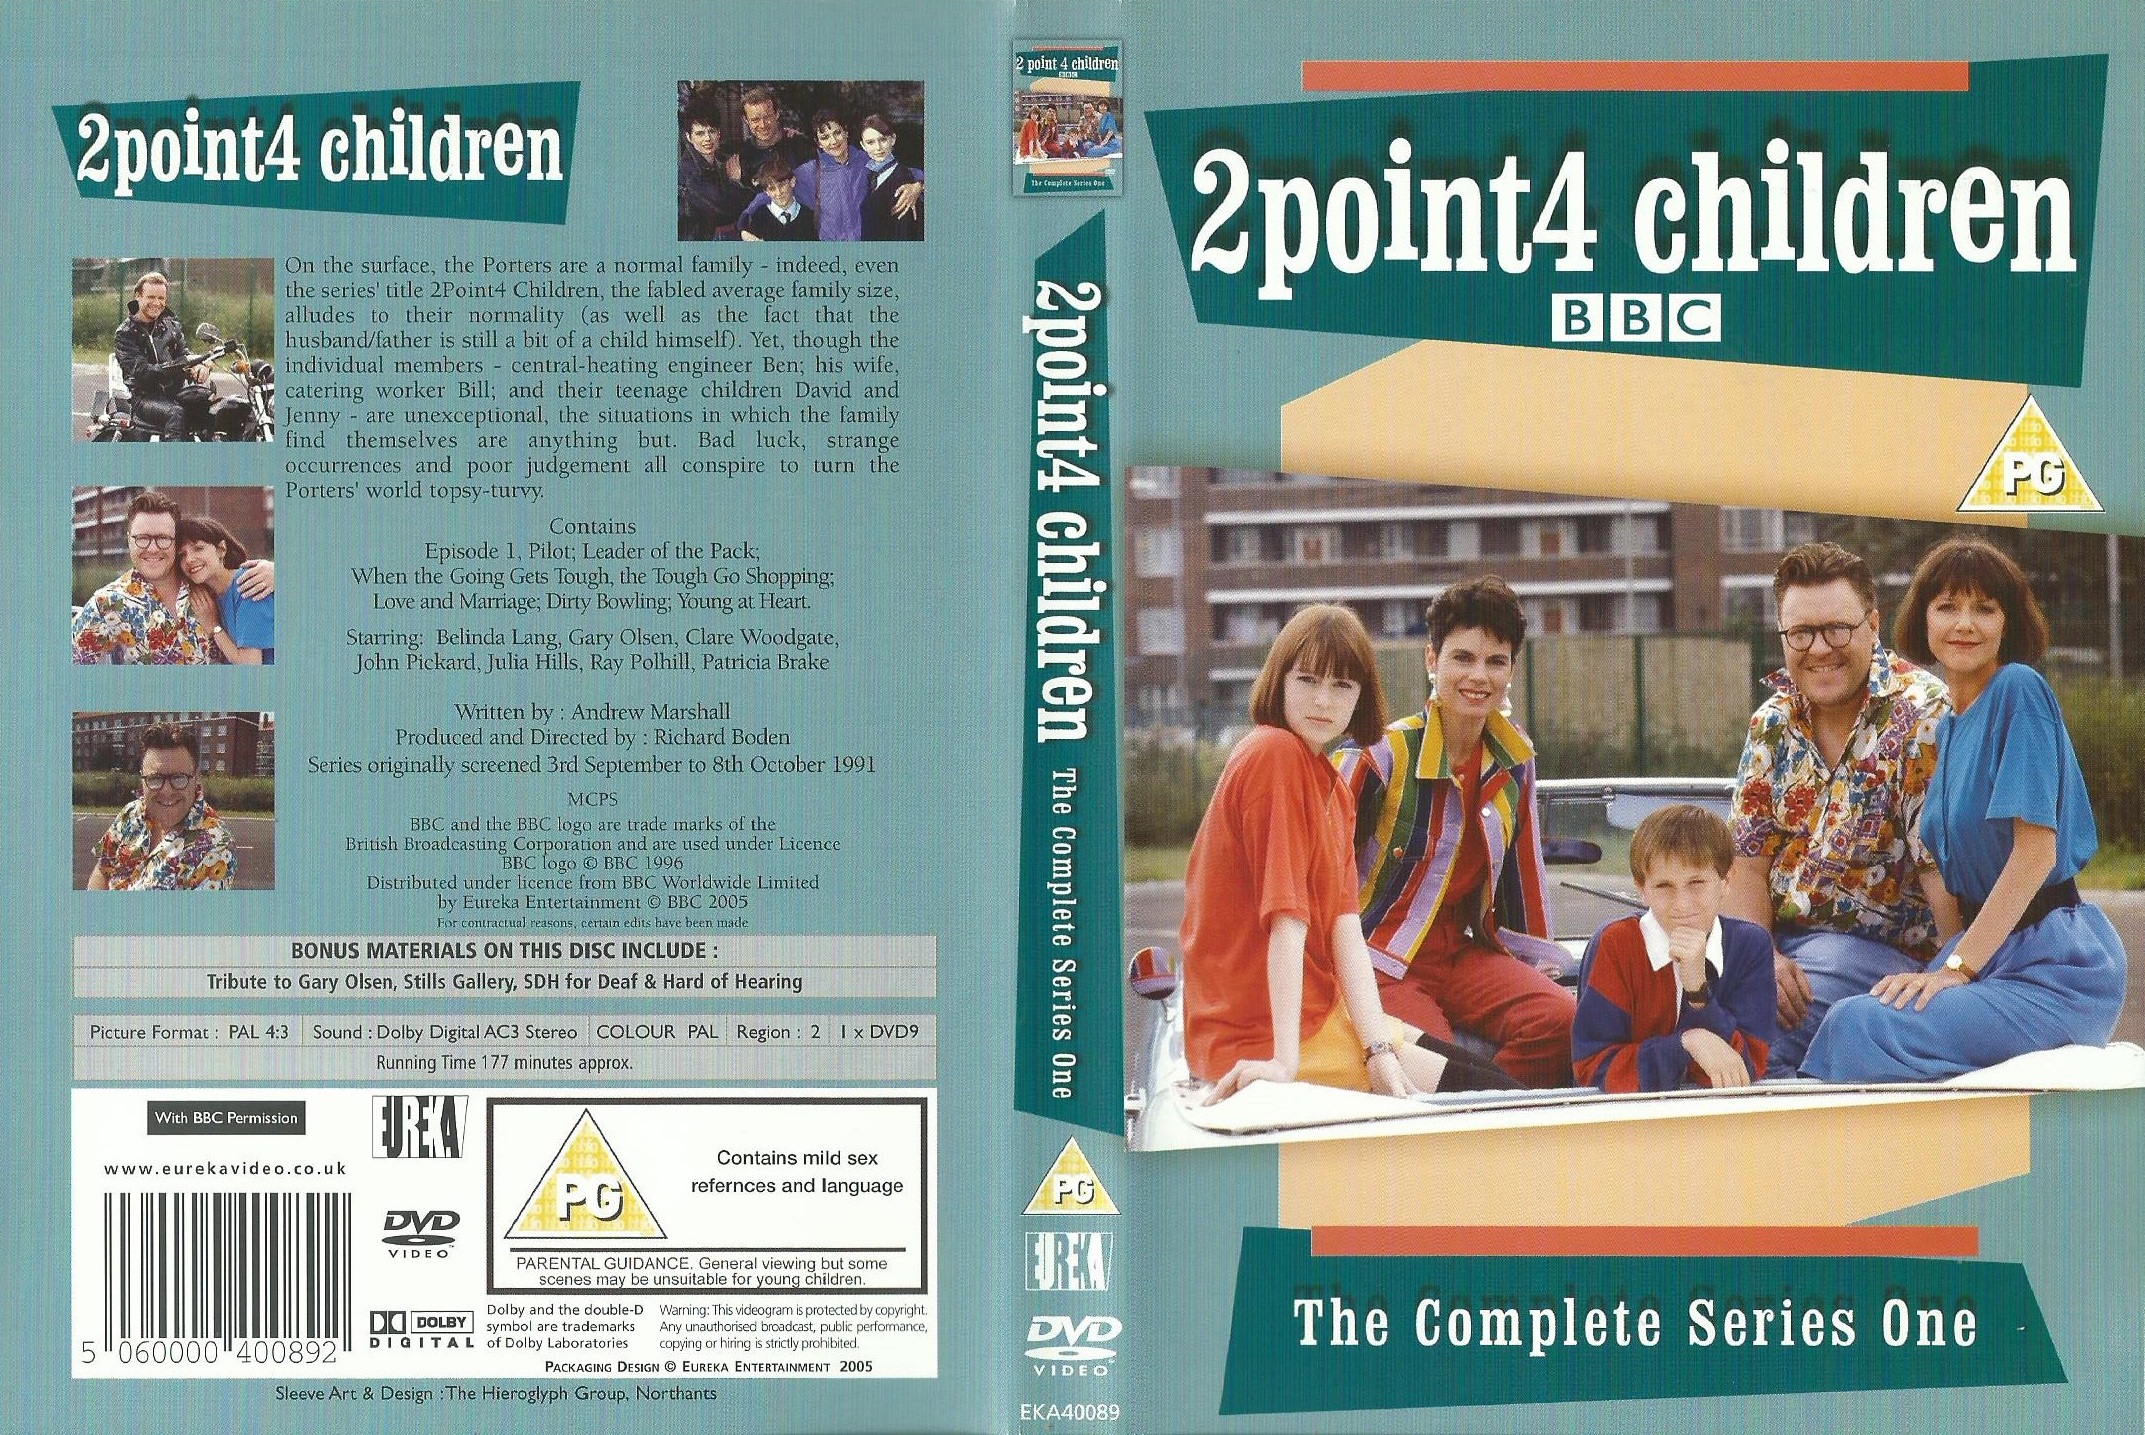 2point4 children
On the surface, the Porters are a normal family - indeed, even
the series' title 2Point4 Children, the fabled average family size,
alludes to their normality (as well as the fact that the
husband/father is still a bit of a child himself). Yet, though the
individual members - central-heating engineer Ben; his wife,
catering worker Bill; and their teenage children David and
Jenny - are unexceptional, the situations in which the family
find themselves are anything but. Bad luck, strange
occurrences and poor judgement all conspire to turn the
Porters' world topsy-turvy.
Contains
Episode 1, Pilot; Leader of the Pack;
When the Going Gets Tough, the Tough Go Shopping;
Love and Marriage; Dirty Bowling; Young at Heart.
Starring: Belinda Lang, Gary Olsen, Clare Woodgate,
John Pickard, Julia Hills, Ray Polhill, Patricia Brake
Written by : Andrew Marshall
Produced and Directed by : Richard Boden
Series originally screened 3rd September to 8th October 1991
MCPS
BBC and the BBC logo are trade marks of the
British Broadcasting Corporation and are used under Licence
BBC logo © BBC 1996
Distributed under licence from BBC Worldwide Limited
by Eureka Entertainment © BBC 2005
For contractual reasons, certain edits have been made
BONUS MATERIALS ON THIS DISC INCLUDE :
Tribute to Gary Olsen, Stills Gallery, SDH for Deaf & Hard of Hearing
Picture Format : PAL 4:3 Sound : Dolby Digital AC3 Stereo COLOUR PAL Region : 2 1 x DVD9
Running Time 177 minutes approx.
With BBC Permission
www.eurekavideo.co.uk
5 060000 400892
EUREKA!
DVD
VIDEO
DOLBY
DIGITAL
PG
Contains mild sex
refernces and language
PARENTAL GUIDANCE. General viewing but some
scenes may be unsuitable for young children.
Dolby and the double-D
symbol are trademarks
of Dolby Laboratories
Warning: This videogram is protected by copyright.
Any unauthorised broadcast, public performance,
copying or hiring is strictly prohibited.
PACKAGING DESIGN © EUREKA ENTERTAINMENT 2005
Sleeve Art & Design :The Hieroglyph Group, Northants
2 point 4 children
BBC
The Complete Series One
2point4 children The Complete Series One
PG
EUREKA!
DVD
VIDEO
EKA40089
2point4 children
BBC
PG
The Complete Series One